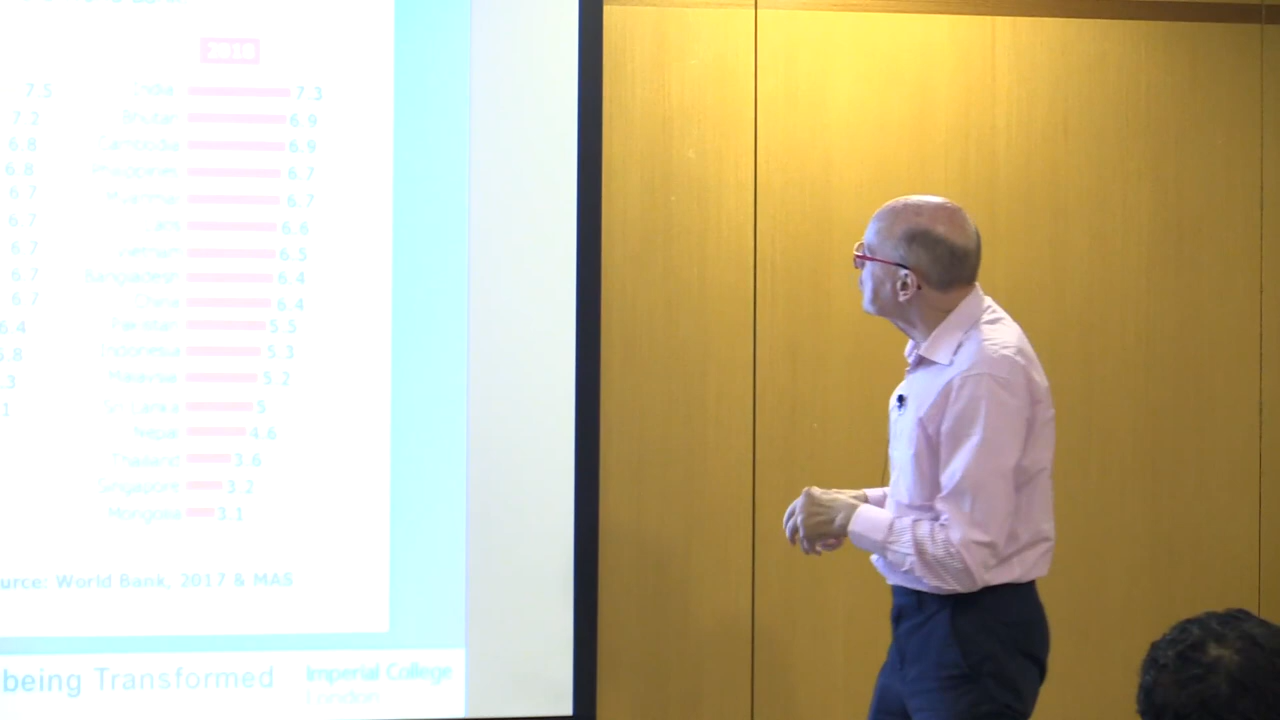 2018
7.5 India 7.3
7.2 Bhutan 6.9
6.8 Cambodia 6.9
6.8 Philippines 6.7
6.7 Myanmar 6.7
6.7 Laos 6.6
6.7 Vietnam 6.5
6.7 Bangladesh 6.4
6.7 China 6.4
6.4 Pakistan 5.5
Indonesia 5.3
Malaysia 5.2
Sri Lanka 5
Nepal 4.6
Thailand 3.6
Singapore 3.2
Mongolia 3.1
World Bank, 2017 & MAS
being Transformed
Imperial College
London